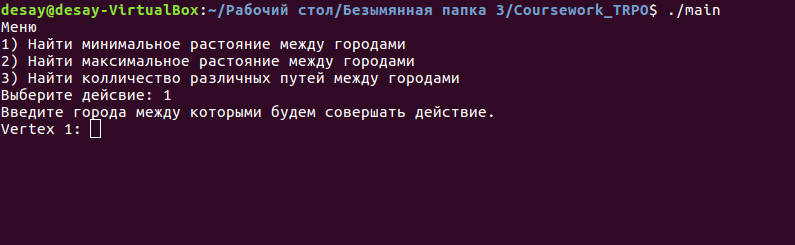 desay@desay-VirtualBox:~/Рабочий стол/Безымянная папка 3/Coursework_TRPO$ ./main
Меню
1) Найти минимальное растояние между городами
2) Найти максимальное растояние между городами
3) Найти колличество различных путей между городами
Выберите дейсвие: 1
Введите города между которыми будем совершать действие.
Vertex 1: